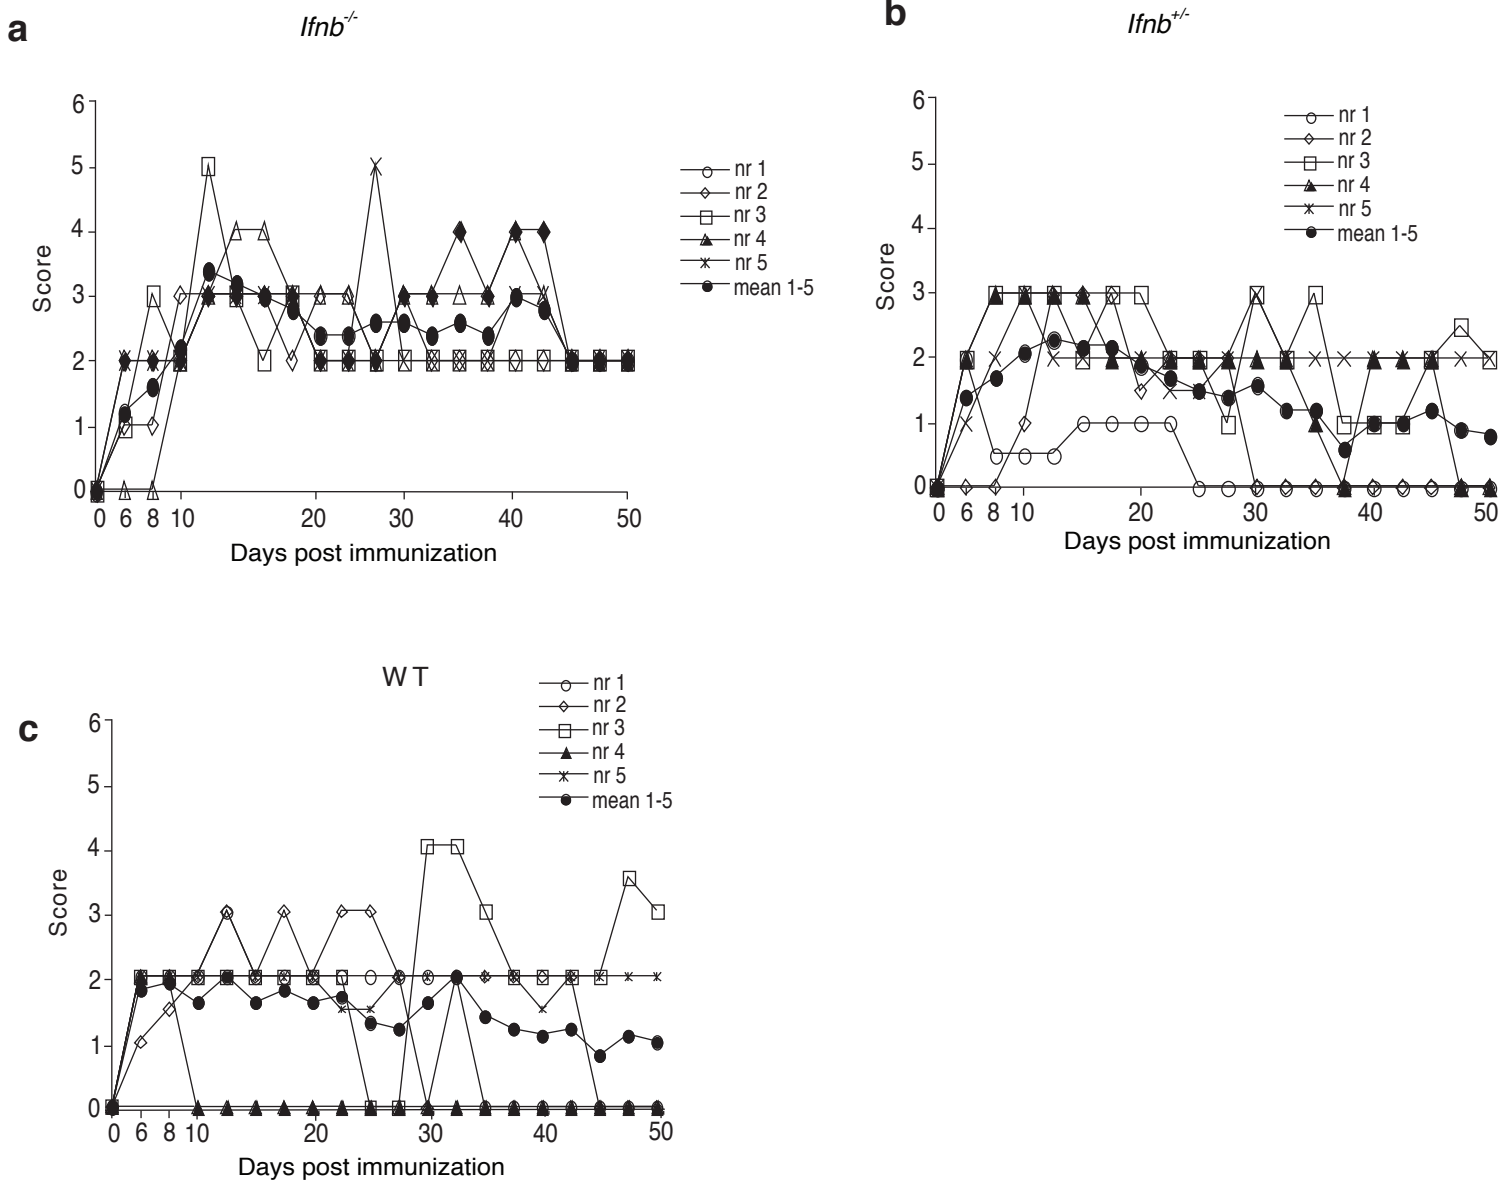 a
Ifnb-/-
6
5
4
3
2
1
0
Score
0 6 8 10 20 30 40 50
Days post immunization
nr 1
nr 2
nr 3
nr 4
nr 5
mean 1-5
b
Ifnb+/-
6
5
4
3
2
1
0
Score
0 6 8 10 20 30 40 50
Days post immunization
nr 1
nr 2
nr 3
nr 4
nr 5
mean 1-5
c
WT
6
5
4
3
2
1
0
Score
0 6 8 10 20 30 40 50
Days post immunization
nr 1
nr 2
nr 3
nr 4
nr 5
mean 1-5